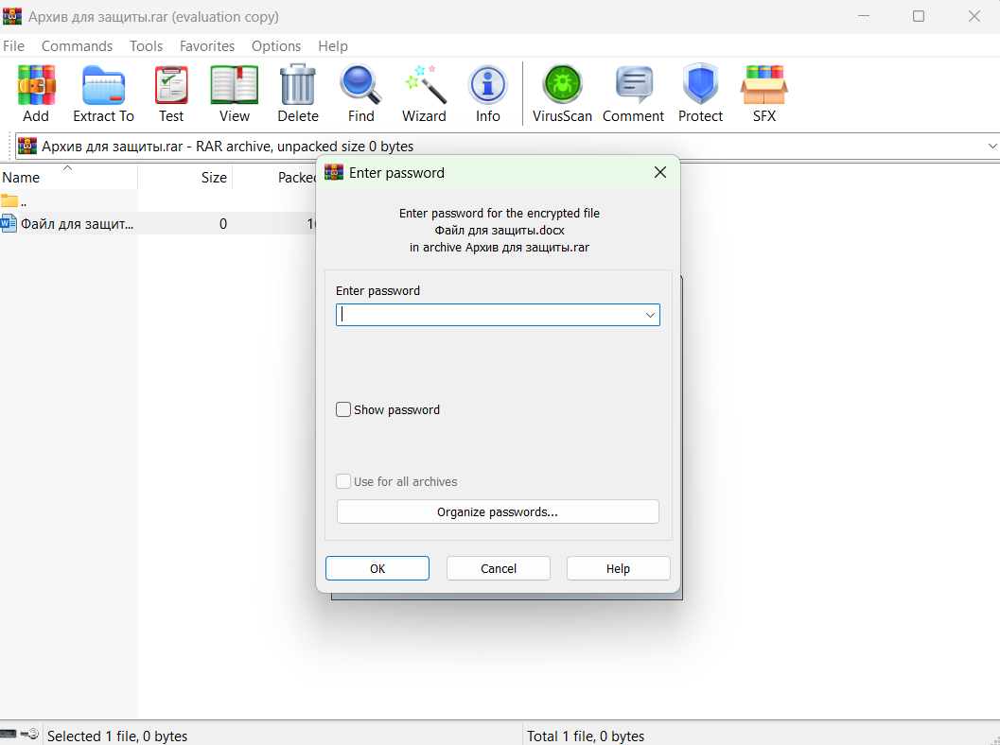 Архив для защиты.rar (evaluation copy)
File Commands Tools Favorites Options Help
Add Extract To Test View Delete Find Wizard Info VirusScan Comment Protect SFX
Архив для защиты.rar - RAR archive, unpacked size 0 bytes
Name Size Packed
..
Файл для защит... 0 16
Enter password
Enter password for the encrypted file
Файл для защиты.docx
in archive Архив для защиты.rar
Enter password
Show password
Use for all archives
Organize passwords...
OK Cancel Help
Selected 1 file, 0 bytes Total 1 file, 0 bytes